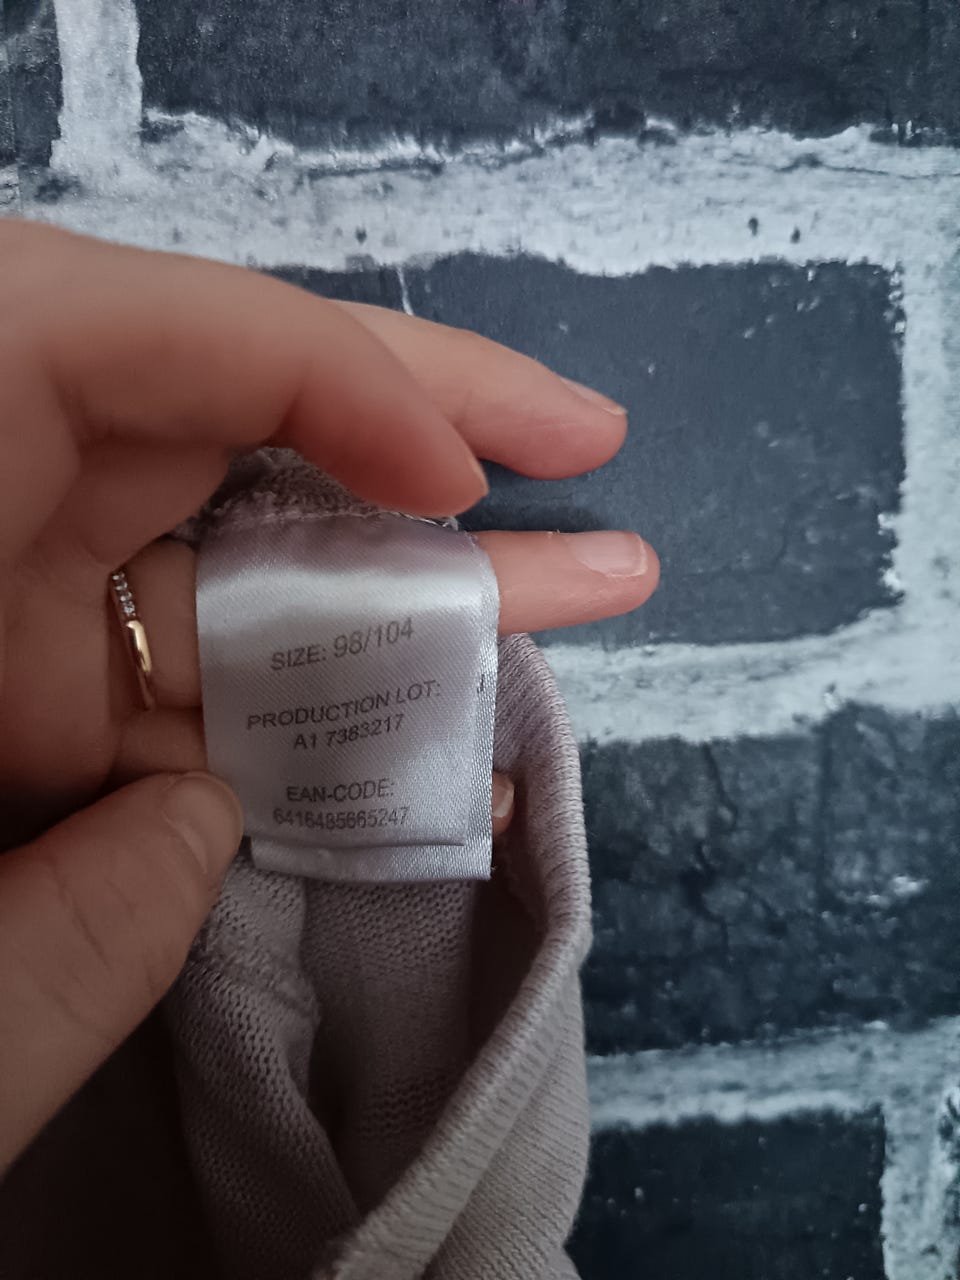 SIZE: 98/104
PRODUCTION LOT:
A1 7383217
EAN-CODE:
6416485665247